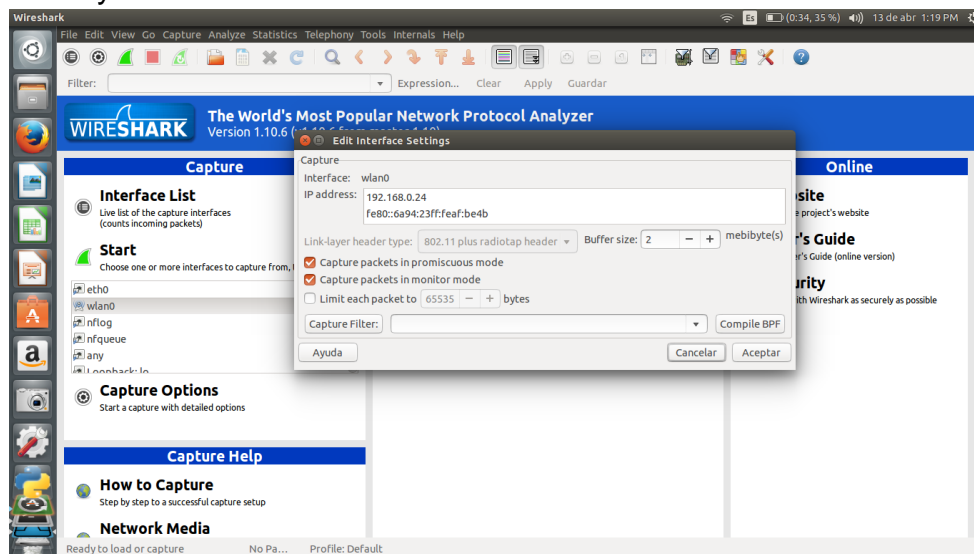 Wireshark
Es (0:34, 35 %) 13 de abr 1:19 PM
File Edit View Go Capture Analyze Statistics Telephony Tools Internals Help
Filter: Expression... Clear Apply Guardar
WIRESHARK
The World's Most Popular Network Protocol Analyzer
Version 1.10.6
Edit Interface Settings
Capture
Interface: wlan0
IP address: 192.168.0.24
fe80::6a94:23ff:feaf:be4b
Link-layer header type: 802.11 plus radiotap header Buffer size: 2 − + mebibyte(s)
Capture packets in promiscuous mode
Capture packets in monitor mode
Limit each packet to 65535 − + bytes
Capture Filter: Compile BPF
Ayuda Cancelar Aceptar
Capture
Interface List
Live list of the capture interfaces
(counts incoming packets)
Start
Choose one or more interfaces to capture from,
eth0
wlan0
nflog
nfqueue
any
Loopback: lo
Capture Options
Start a capture with detailed options
Capture Help
How to Capture
Step by step to a successful capture setup
Network Media
Online
site
project's website
r's Guide
er's Guide (online version)
urity
ith Wireshark as securely as possible
Ready to load or capture No Pa... Profile: Default